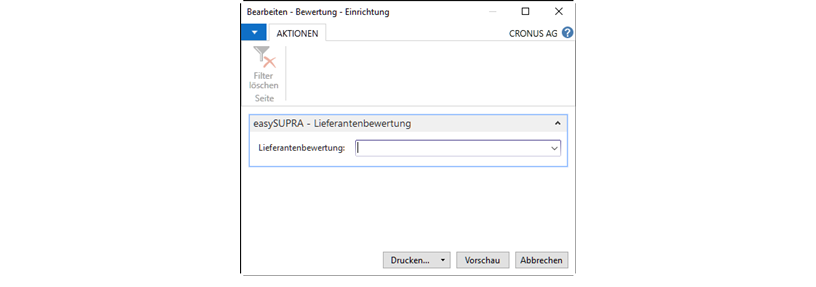 Bearbeiten - Bewertung - Einrichtung
AKTIONEN
CRONUS AG
Filter
löschen
Seite
easySUPRA - Lieferantenbewertung
Lieferantenbewertung:
Drucken... Vorschau Abbrechen